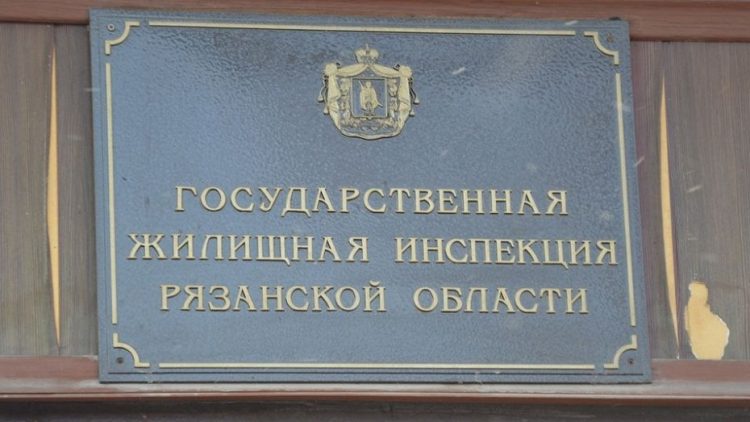 ГОСУДАРСТВЕННАЯ
ЖИЛИЩНАЯ ИНСПЕКЦИЯ
РЯЗАНСКОЙ ОБЛАСТИ